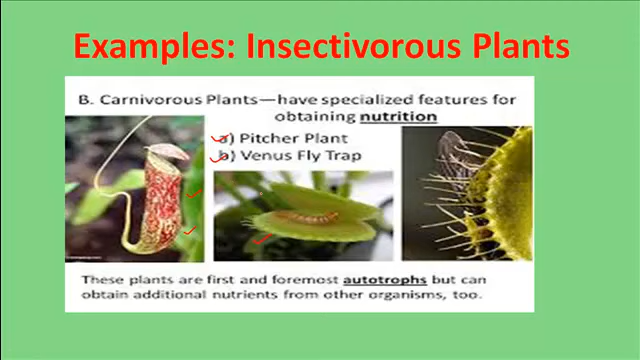 Examples: Insectivorous Plants
B. Carnivorous Plants—have specialized features for
obtaining nutrition
a) Pitcher Plant
b) Venus Fly Trap
These plants are first and foremost autotrophs but can
obtain additional nutrients from other organisms, too.